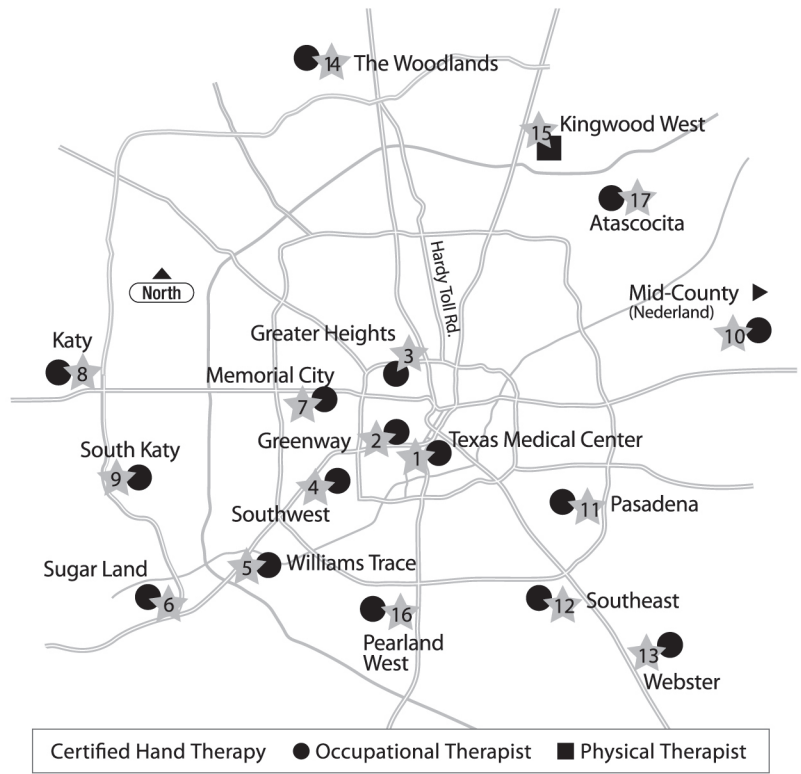 14 The Woodlands
15 Kingwood West
17
Atascocita
Hardy Toll Rd.
North
Mid-County
(Nederland)
10
Katy
8
Greater Heights
3
Memorial City
7
Greenway 2
1 Texas Medical Center
South Katy
9
4
Southwest
11 Pasadena
5 Williams Trace
Sugar Land
6
16
Pearland
West
12 Southeast
13
Webster
Certified Hand Therapy Occupational Therapist Physical Therapist